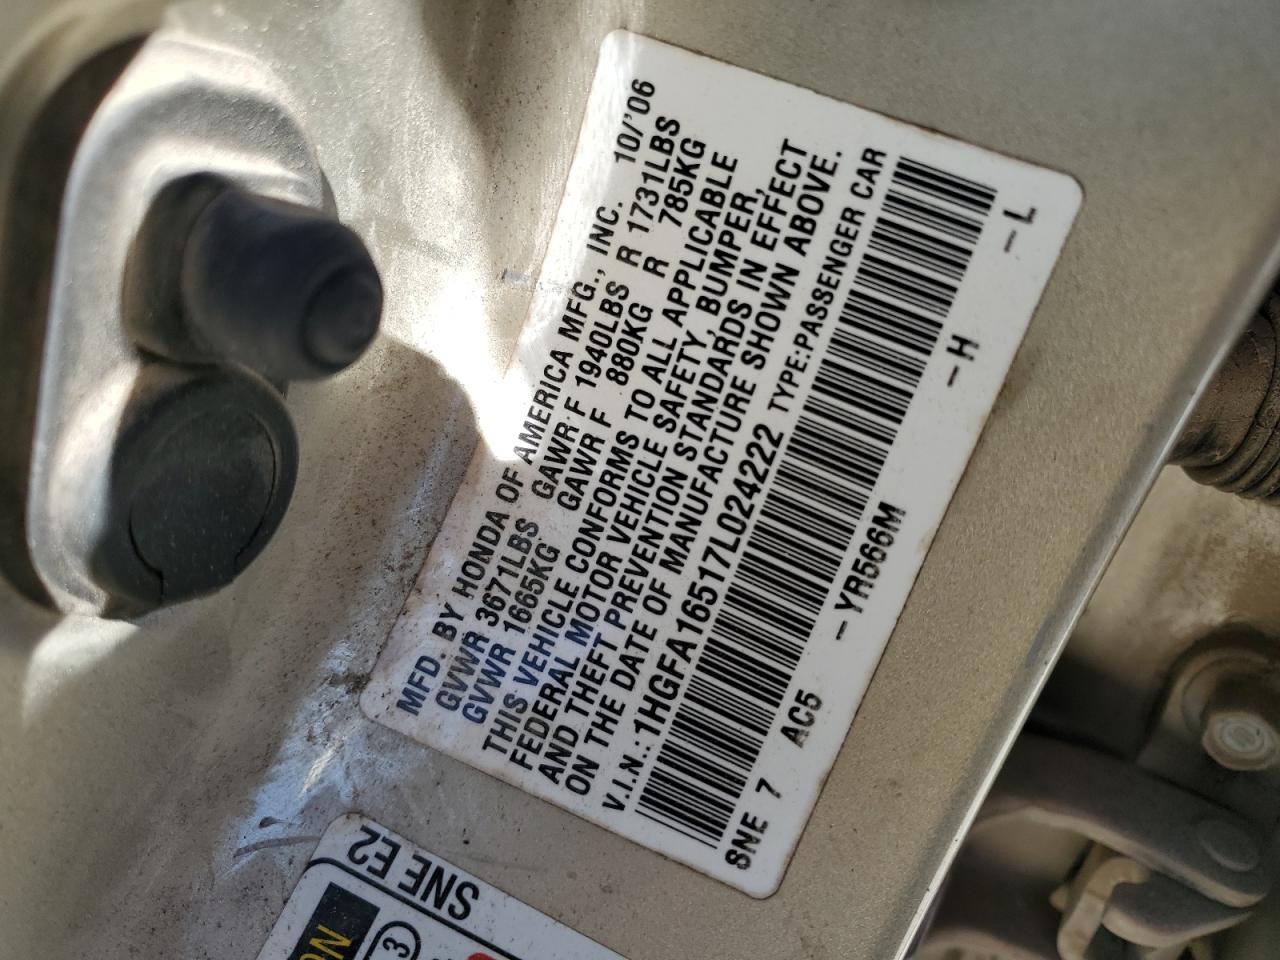 MFD. BY HONDA OF AMERICA MFG., INC. 10/'06
GVWR 3671LBS GAWR F 1940LBS R 1731LBS
GVWR 1665KG GAWR F 880KG R 785KG
THIS VEHICLE CONFORMS TO ALL APPLICABLE
FEDERAL MOTOR VEHICLE SAFETY, BUMPER,
AND THEFT PREVENTION STANDARDS IN EFFECT
ON THE DATE OF MANUFACTURE SHOWN ABOVE.
V.I.N.: 1HGFA16517L024222 TYPE:PASSENGER CAR
SNE 7 AC5 -YR566M -H -L
SNE E2
3